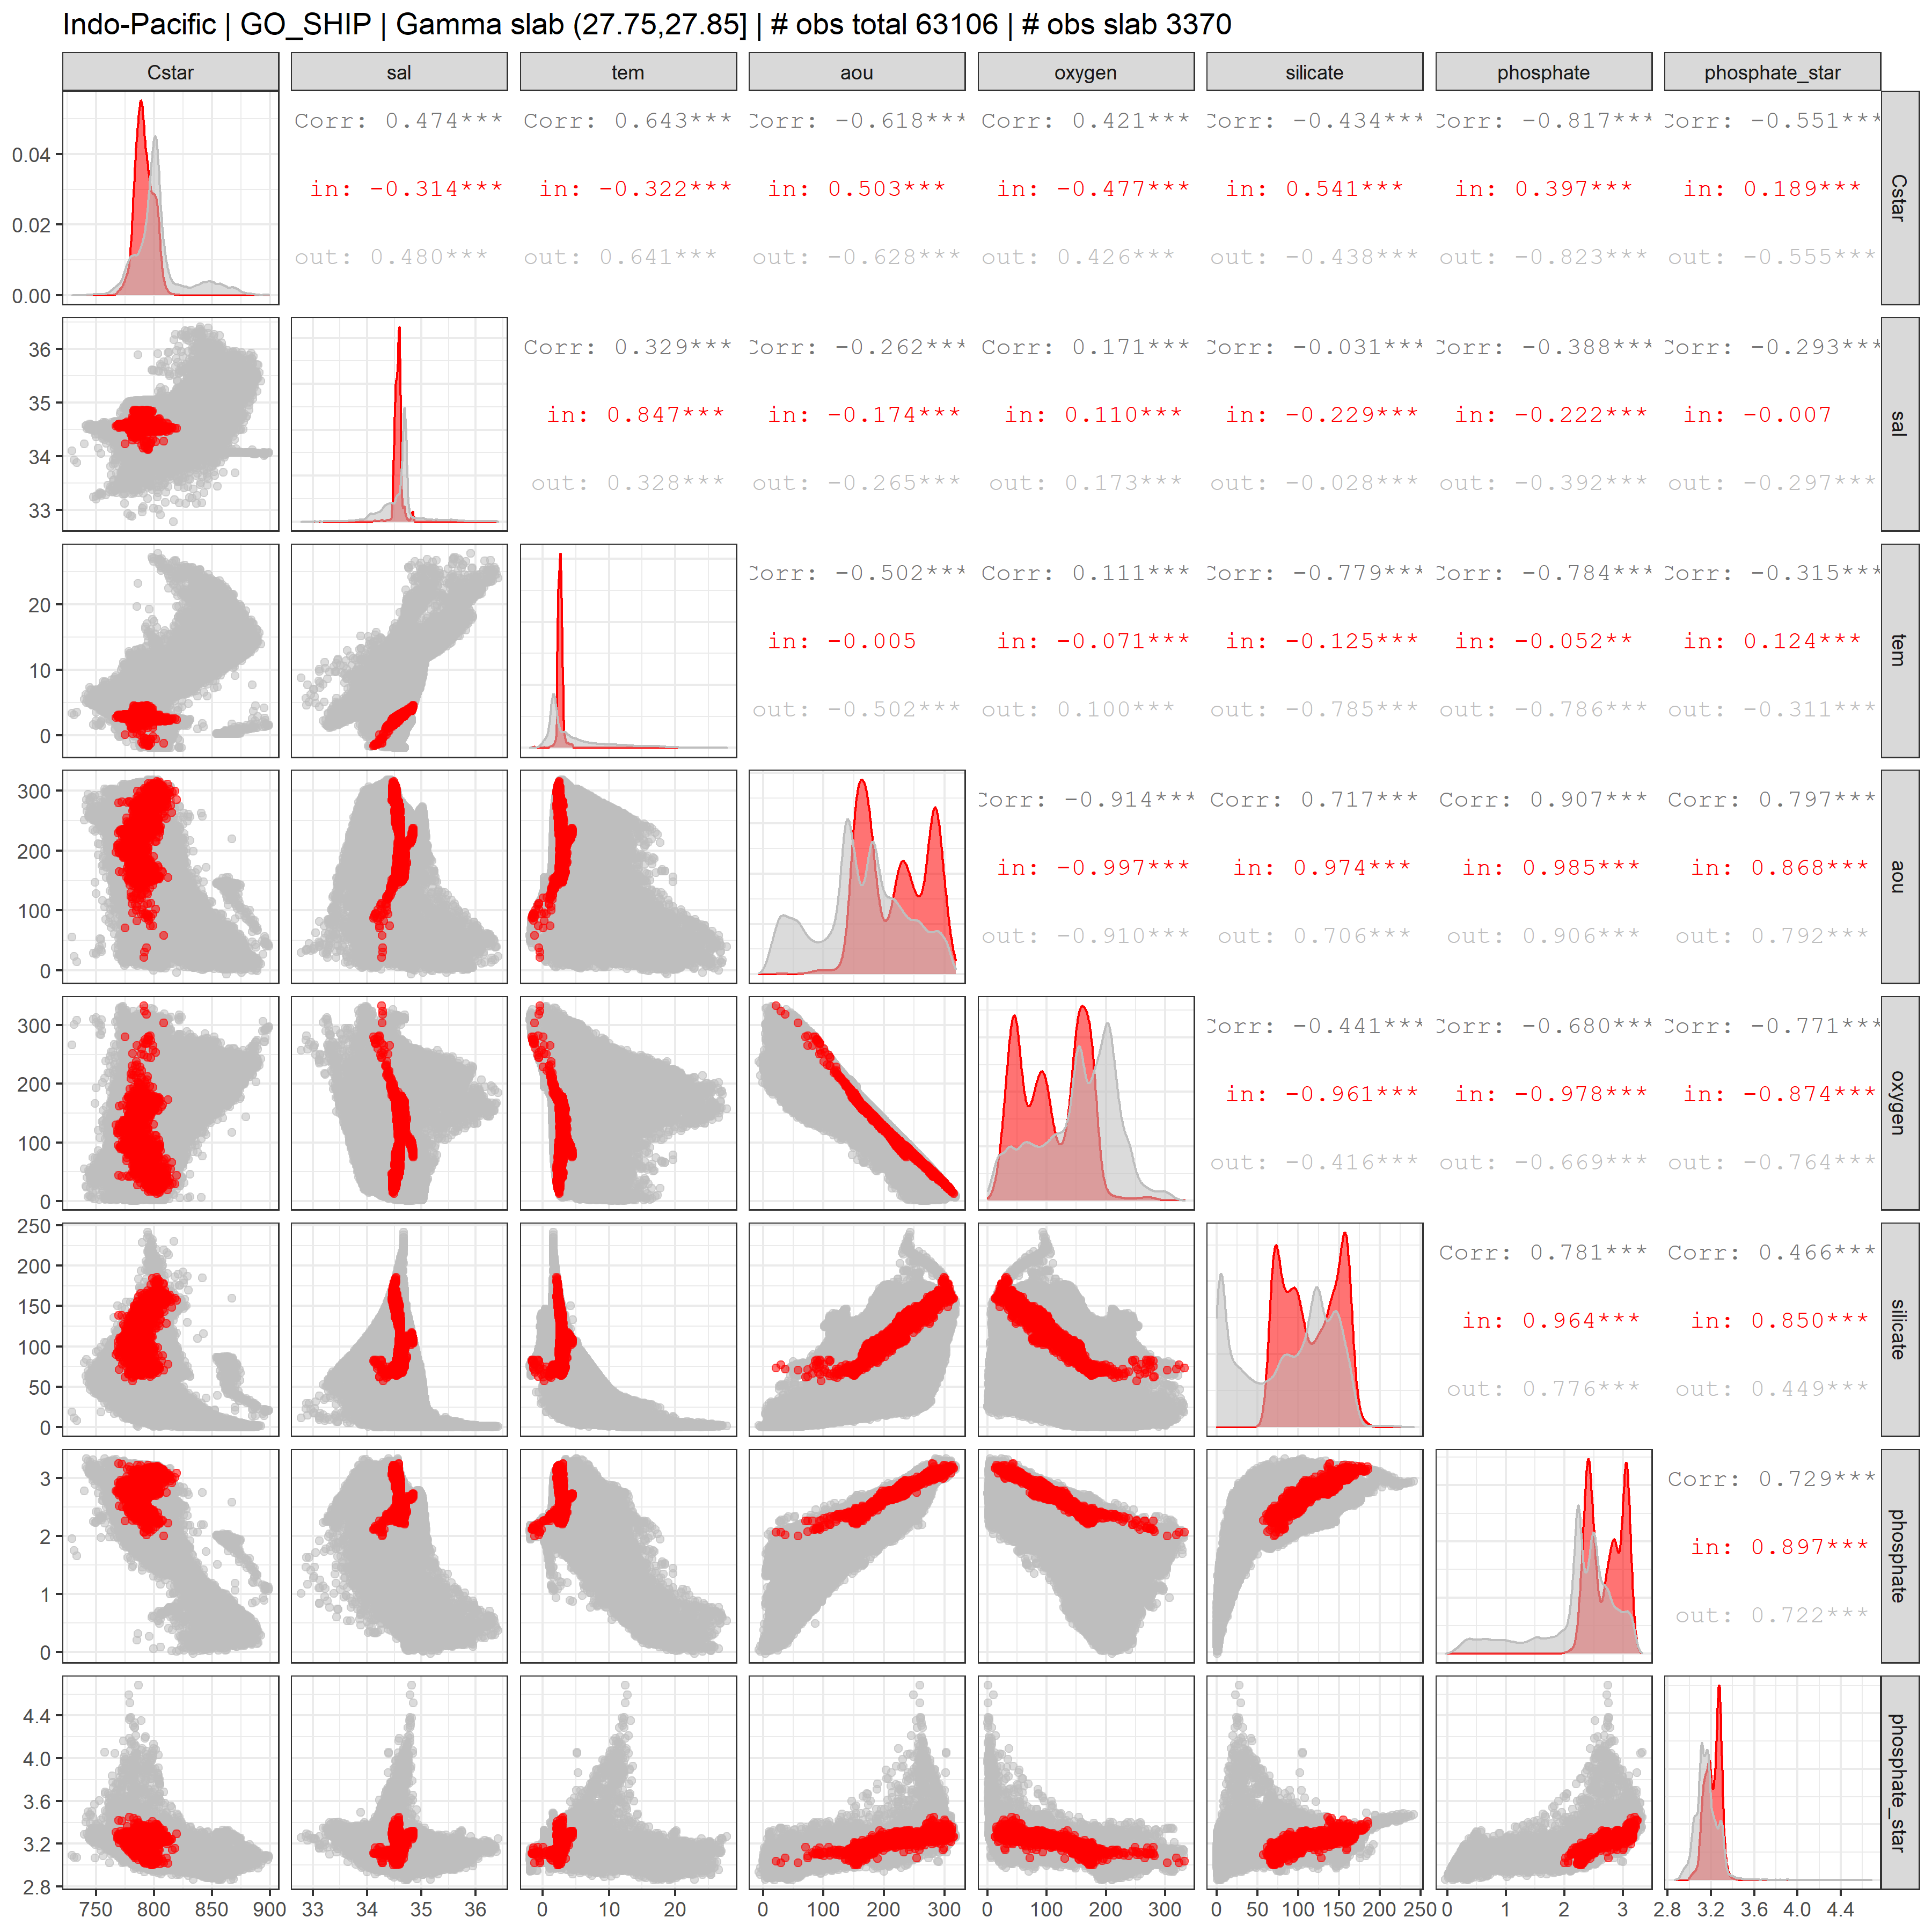 Indo-Pacific | GO_SHIP | Gamma slab (27.75,27.85] | # obs total 63106 | # obs slab 3370
Cstar sal tem aou oxygen silicate phosphate phosphate_star
Corr: 0.474*** Corr: 0.643*** Corr: -0.618*** Corr: 0.421*** Corr: -0.434*** Corr: -0.817*** Corr: -0.551***
0.04
in: -0.314*** in: -0.322*** in: 0.503*** in: -0.477*** in: 0.541*** in: 0.397*** in: 0.189***
Cstar
0.02
out: 0.480*** out: 0.641*** out: -0.628*** out: 0.426*** out: -0.438*** out: -0.823*** out: -0.555***
0.00
36
Corr: 0.329*** Corr: -0.262*** Corr: 0.171*** Corr: -0.031*** Corr: -0.388*** Corr: -0.293***
35
in: 0.847*** in: -0.174*** in: 0.110*** in: -0.229*** in: -0.222*** in: -0.007
sal
34
out: 0.328*** out: -0.265*** out: 0.173*** out: -0.028*** out: -0.392*** out: -0.297***
33
Corr: -0.502*** Corr: 0.111*** Corr: -0.779*** Corr: -0.784*** Corr: -0.315***
20
in: -0.005 in: -0.071*** in: -0.125*** in: -0.052** in: 0.124***
tem
10
out: -0.502*** out: 0.100*** out: -0.785*** out: -0.786*** out: -0.311***
0
300
Corr: -0.914*** Corr: 0.717*** Corr: 0.907*** Corr: 0.797***
200
in: -0.997*** in: 0.974*** in: 0.985*** in: 0.868***
aou
100
out: -0.910*** out: 0.706*** out: 0.906*** out: 0.792***
0
300
Corr: -0.441*** Corr: -0.680*** Corr: -0.771***
200
in: -0.961*** in: -0.978*** in: -0.874***
oxygen
100
out: -0.416*** out: -0.669*** out: -0.764***
0
250
Corr: 0.781*** Corr: 0.466***
200
150
in: 0.964*** in: 0.850***
silicate
100
out: 0.776*** out: 0.449***
50
0
3
Corr: 0.729***
2
in: 0.897***
phosphate
1
out: 0.722***
0
4.4
4.0
3.6
phosphate_star
3.2
2.8
750 800 850 900 33 34 35 36 0 10 20 0 100 200 300 0 100 200 300 0 50 100 150 200 250 0 1 2 3 2.8 3.2 3.6 4.0 4.4